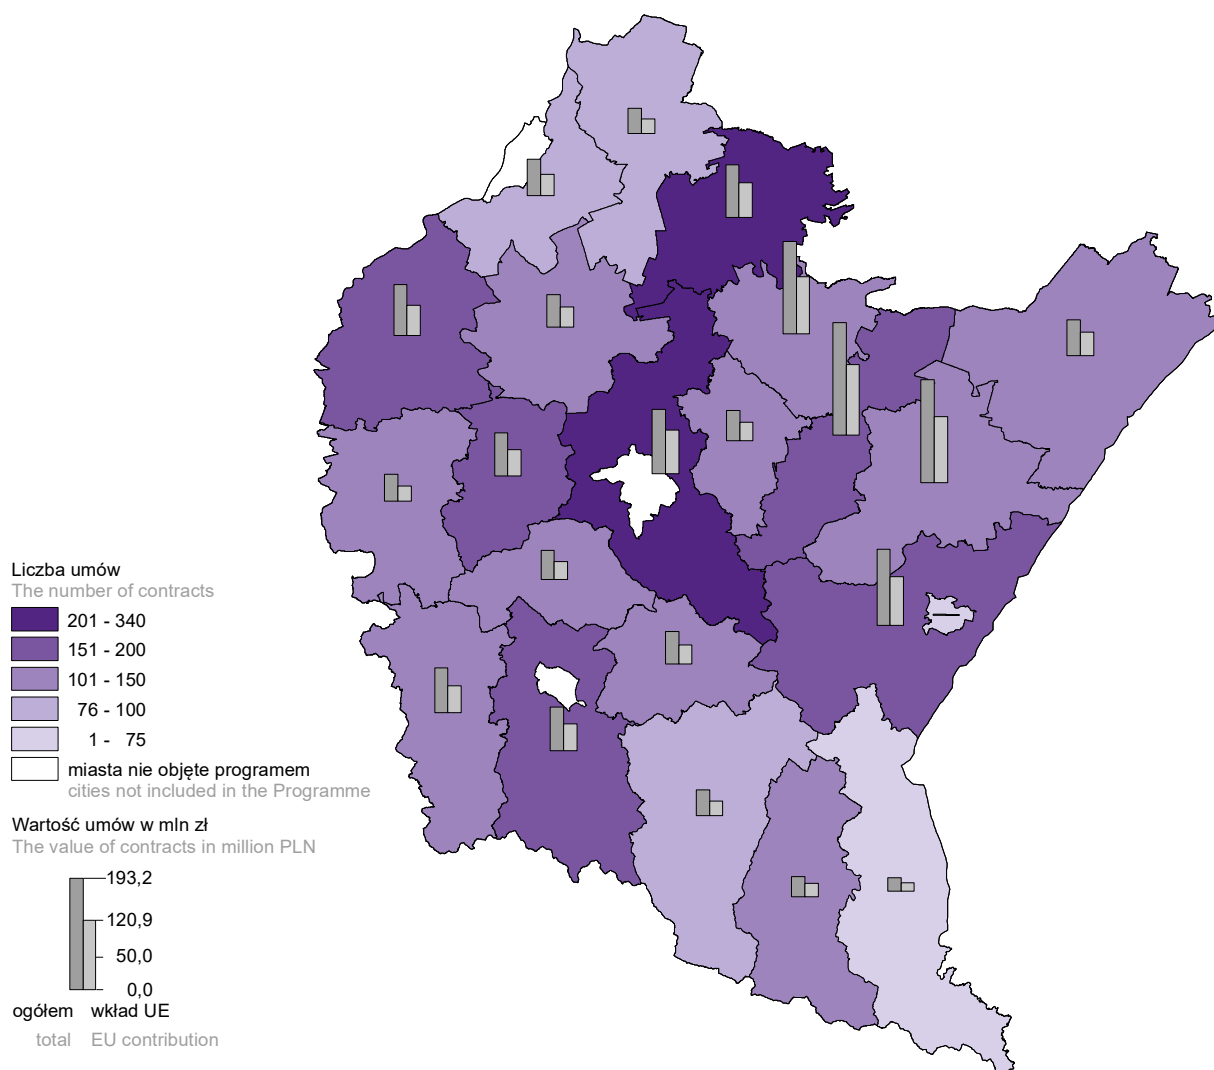 Liczba umów
The number of contracts
201 - 340
151 - 200
101 - 150
76 - 100
1 - 75
miasta nie objęte programem
cities not included in the Programme
Wartość umów w mln zł
The value of contracts in million PLN
193,2
120,9
50,0
0,0
ogółem wkład UE
total EU contribution